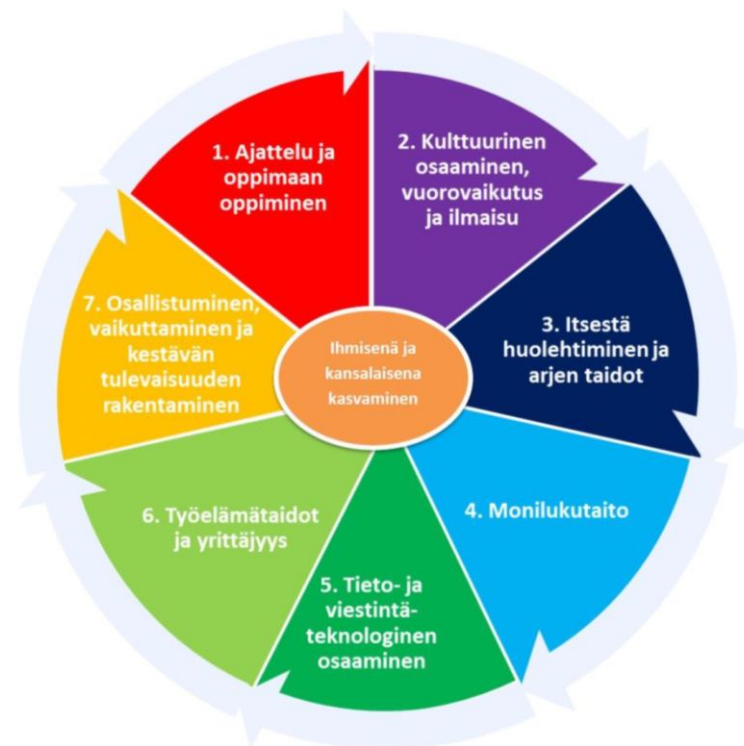 1. Ajattelu ja
oppimaan
oppiminen
2. Kulttuurinen
osaaminen,
vuorovaikutus
ja ilmaisu
3. Itsestä
huolehtiminen ja
arjen taidot
4. Monilukutaito
5. Tieto- ja
viestintä-
teknologinen
osaaminen
6. Työelämätaidot
ja yrittäjyys
7. Osallistuminen,
vaikuttaminen ja
kestävän
tulevaisuuden
rakentaminen
Ihmisenä ja
kansalaisena
kasvaminen